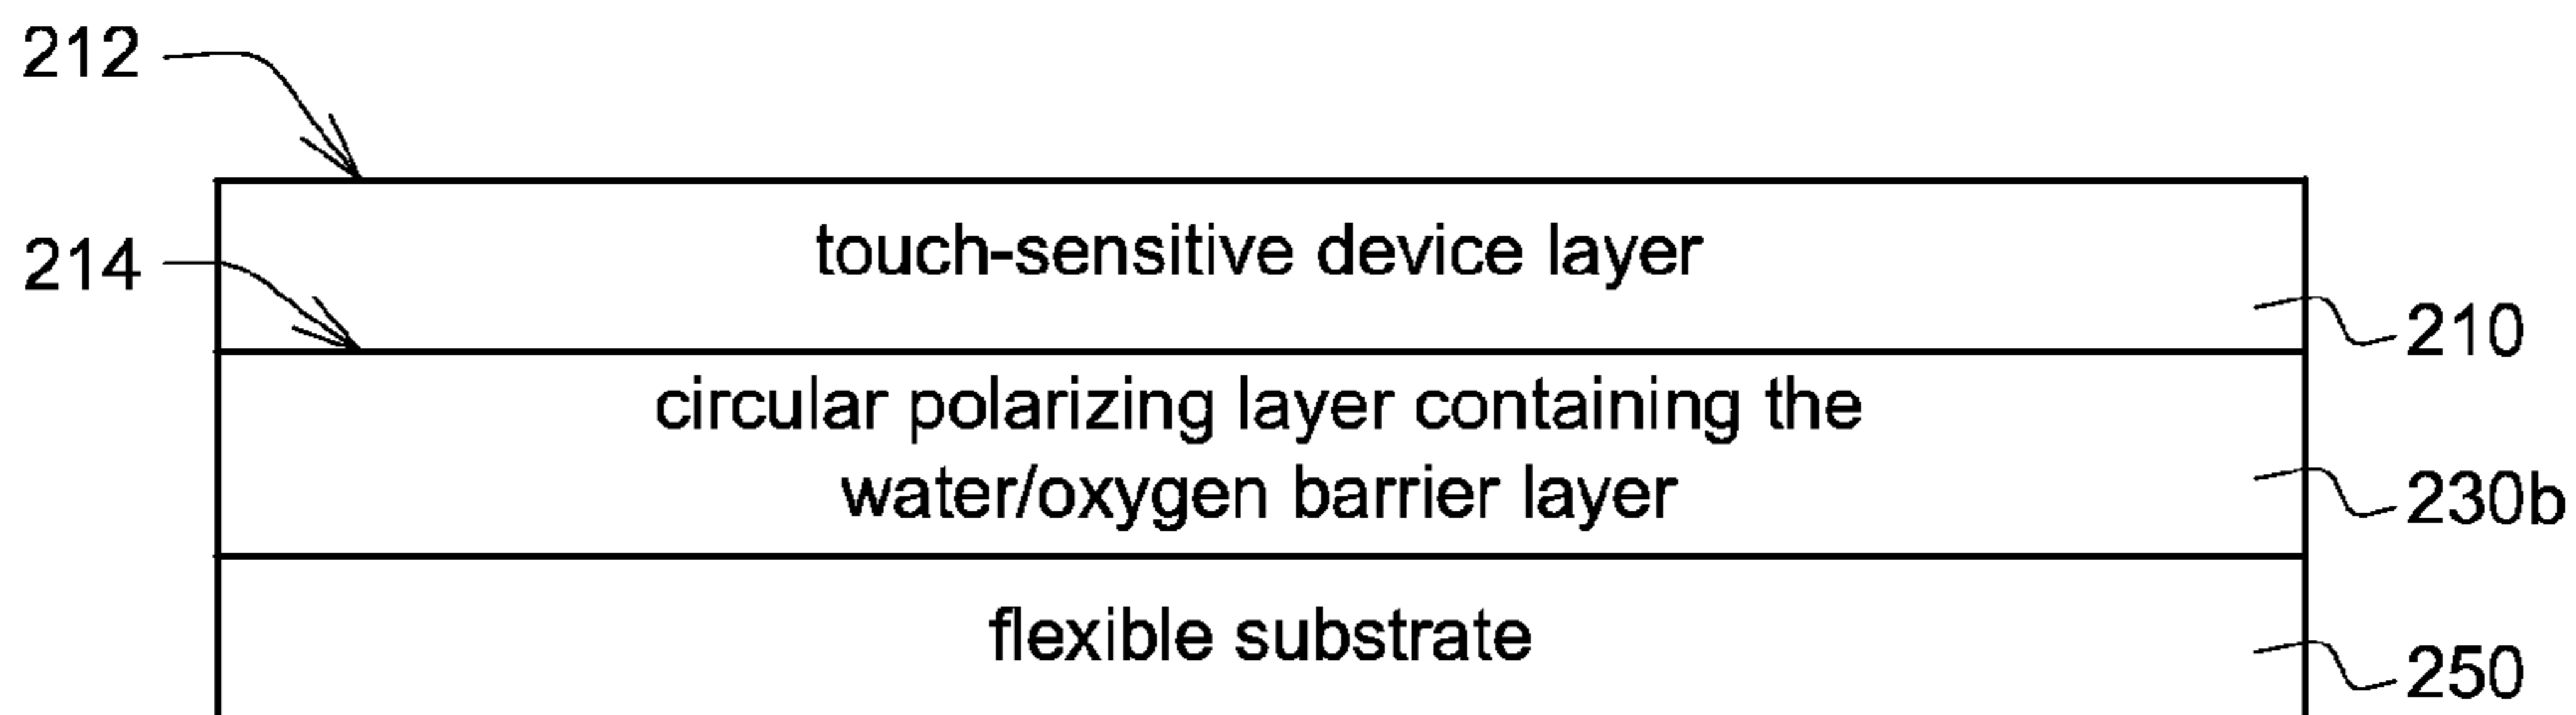 212
touch-sensitive device layer
214
210
circular polarizing layer containing the
water/oxygen barrier layer
230b
flexible substrate
250